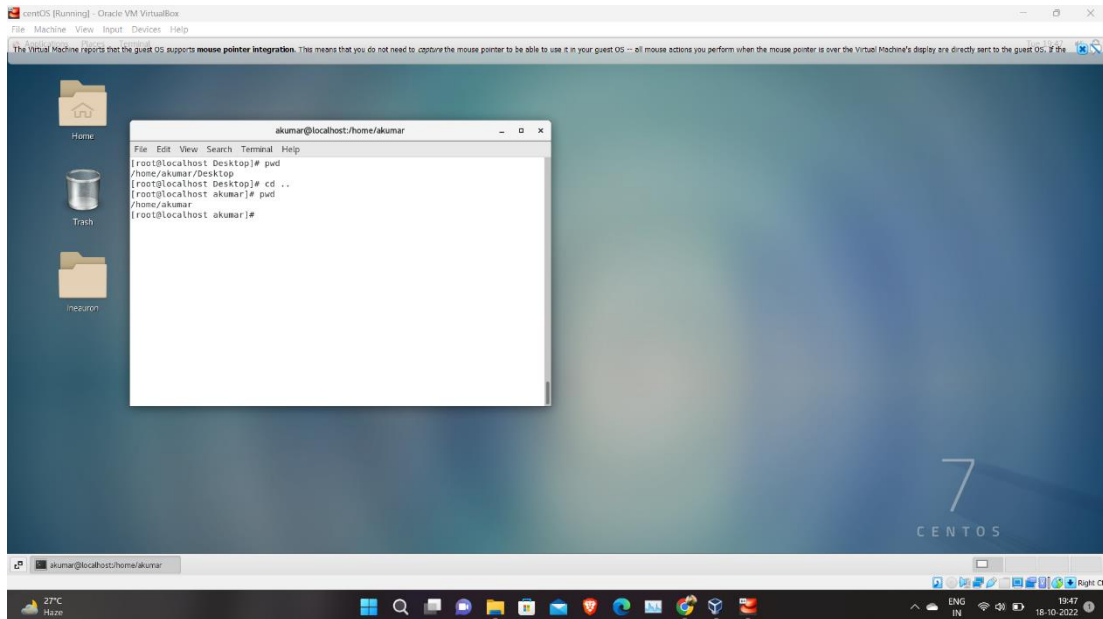 centOS [Running] - Oracle VM VirtualBox
File Machine View Input Devices Help
Applications Places Terminal
The Virtual Machine reports that the guest OS supports mouse pointer integration. This means that you do not need to capture the mouse pointer to be able to use it in your guest OS -- all mouse actions you perform when the mouse pointer is over the Virtual Machine's display are directly sent to the guest OS. If the
Home
Trash
ineauron
akumar@localhost:/home/akumar
File Edit View Search Terminal Help
[root@localhost Desktop]# pwd
/home/akumar/Desktop
[root@localhost Desktop]# cd ..
[root@localhost akumar]# pwd
/home/akumar
[root@localhost akumar]#
7
CENTOS
akumar@localhost:/home/akumar
Right Ct
27°C
Haze
ENG
IN
19:47
18-10-2022
1